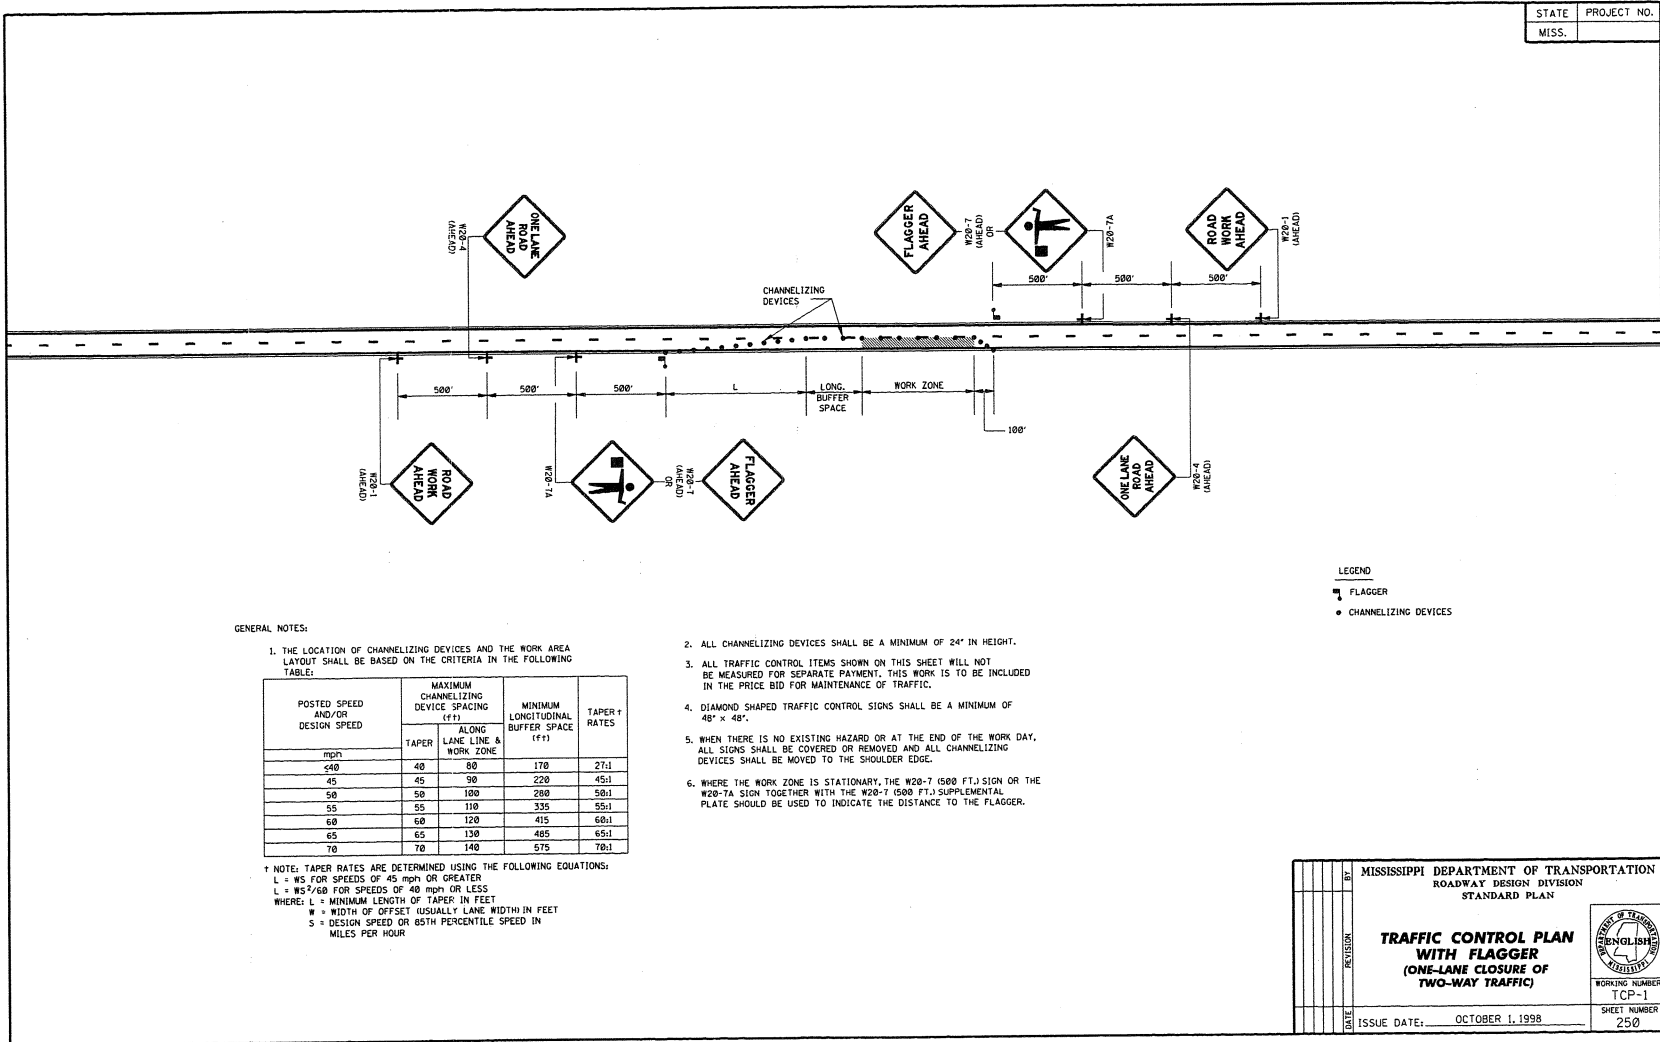 STATE PROJECT NO.
MISS.
ONE LANE
ROAD
AHEAD
W20-4
(AHEAD)
FLAGGER
AHEAD
W20-7
(AHEAD)
OR
W20-7A
ROAD
WORK
AHEAD
W20-1
(AHEAD)
500' 500' 500'
CHANNELIZING
DEVICES
500' 500' 500' L LONG.
BUFFER
SPACE
WORK ZONE
100'
W20-1
(AHEAD)
ROAD
WORK
AHEAD
W20-7A
OR
W20-7
(AHEAD)
FLAGGER
AHEAD
ONE LANE
ROAD
AHEAD
W20-4
(AHEAD)
LEGEND
FLAGGER
CHANNELIZING DEVICES
GENERAL NOTES:
1. THE LOCATION OF CHANNELIZING DEVICES AND THE WORK AREA
LAYOUT SHALL BE BASED ON THE CRITERIA IN THE FOLLOWING
TABLE:
POSTED SPEED
AND/OR
DESIGN SPEED
mph
MAXIMUM
CHANNELIZING
DEVICE SPACING
(ft)
TAPER
ALONG
LANE LINE &
WORK ZONE
MINIMUM
LONGITUDINAL
BUFFER SPACE
(ft)
TAPER †
RATES
≤40 40 80 170 27:1
45 45 90 220 45:1
50 50 100 280 50:1
55 55 110 335 55:1
60 60 120 415 60:1
65 65 130 485 65:1
70 70 140 575 70:1
† NOTE: TAPER RATES ARE DETERMINED USING THE FOLLOWING EQUATIONS:
L = WS FOR SPEEDS OF 45 mph OR GREATER
L = WS²/60 FOR SPEEDS OF 40 mph OR LESS
WHERE: L = MINIMUM LENGTH OF TAPER IN FEET
W = WIDTH OF OFFSET (USUALLY LANE WIDTH) IN FEET
S = DESIGN SPEED OR 85TH PERCENTILE SPEED IN
MILES PER HOUR
2. ALL CHANNELIZING DEVICES SHALL BE A MINIMUM OF 24" IN HEIGHT.
3. ALL TRAFFIC CONTROL ITEMS SHOWN ON THIS SHEET WILL NOT
BE MEASURED FOR SEPARATE PAYMENT. THIS WORK IS TO BE INCLUDED
IN THE PRICE BID FOR MAINTENANCE OF TRAFFIC.
4. DIAMOND SHAPED TRAFFIC CONTROL SIGNS SHALL BE A MINIMUM OF
48" x 48".
5. WHEN THERE IS NO EXISTING HAZARD OR AT THE END OF THE WORK DAY,
ALL SIGNS SHALL BE COVERED OR REMOVED AND ALL CHANNELIZING
DEVICES SHALL BE MOVED TO THE SHOULDER EDGE.
6. WHERE THE WORK ZONE IS STATIONARY, THE W20-7 (500 FT.) SIGN OR THE
W20-7A SIGN TOGETHER WITH THE W20-7 (500 FT.) SUPPLEMENTAL
PLATE SHOULD BE USED TO INDICATE THE DISTANCE TO THE FLAGGER.
BY
REVISION
DATE
MISSISSIPPI DEPARTMENT OF TRANSPORTATION
ROADWAY DESIGN DIVISION
STANDARD PLAN
TRAFFIC CONTROL PLAN
WITH FLAGGER
(ONE-LANE CLOSURE OF
TWO-WAY TRAFFIC)
DEPARTMENT OF TRANSPORTATION
ENGLISH
MISSISSIPPI
WORKING NUMBER
TCP-1
SHEET NUMBER
250
ISSUE DATE: OCTOBER 1, 1998